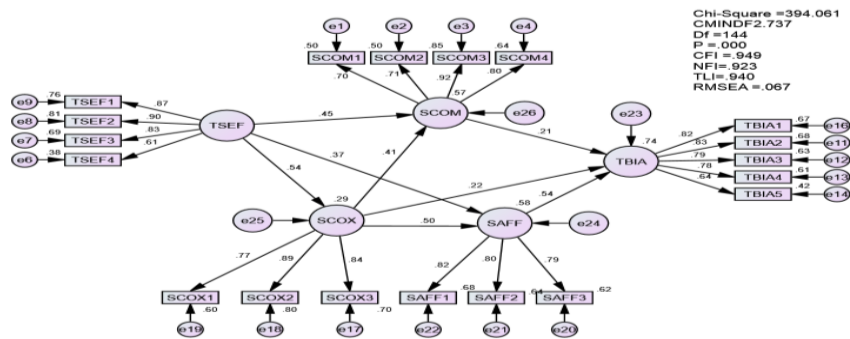 Chi-Square =394.061
CMINDF2.737
Df =144
P =.000
CFI =.949
NFI=.923
TLI=.940
RMSEA =.067
e1 e2 e3 e4
.50 .50 .85 .64
SCOM1 SCOM2 SCOM3 SCOM4
.70 .71 .92 .80
.57
SCOM
e26
e9 .76 TSEF1 .87
e8 .81 TSEF2 .90
e7 .69 TSEF3 .83
e6 .38 TSEF4 .61
TSEF
.45
.54
.37
.41
.21
.22
.50
.54
e23
.74
TBIA
.82 TBIA1 .67 e16
.83 TBIA2 .68 e11
.79 TBIA3 .63 e12
.78 TBIA4 .61 e13
.64 TBIA5 .42 e14
.29
e25 SCOX
.58
SAFF e24
.77 .89 .84
.82 .80 .79
SCOX1 SCOX2 SCOX3 SAFF1 SAFF2 SAFF3
.60 .80 .70 .68 .64 .62
e19 e18 e17 e22 e21 e20